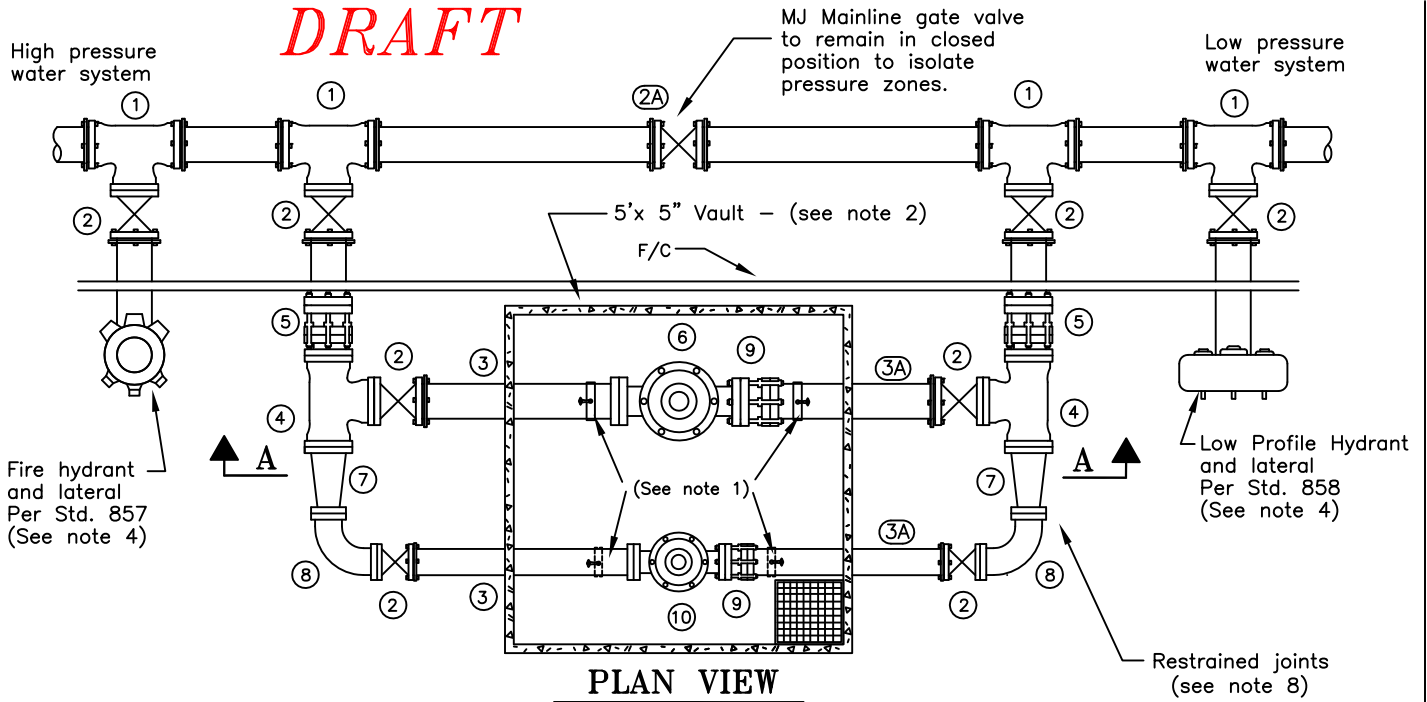 DRAFT
High pressure
water system
MJ Mainline gate valve
to remain in closed
position to isolate
pressure zones.
Low pressure
water system
1
1
2A
1
1
2
2
5'x 5" Vault - (see note 2)
2
2
F/C
5
6
9
5
2
3
3A
2
4
4
A
A
Fire hydrant
and lateral
Per Std. 857
(See note 4)
7
(See note 1)
7
Low Profile Hydrant
and lateral
Per Std. 858
(See note 4)
3A
8
2
3
10
9
2
8
PLAN VIEW
Restrained joints
(see note 8)